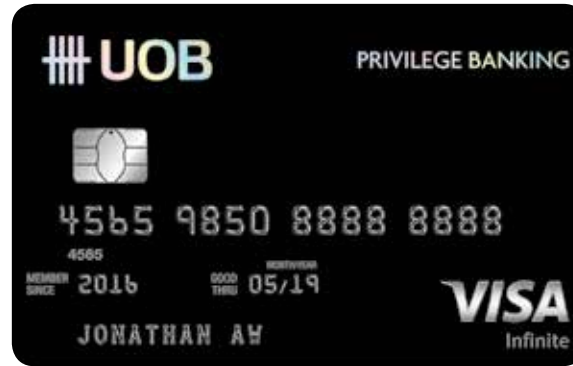 UOB PRIVILEGE BANKING
4565 9850 8888 8888
4565
MONTH/YEAR
MEMBER SINCE 2016 GOOD THRU 05/19
VISA
JONATHAN AW
Infinite